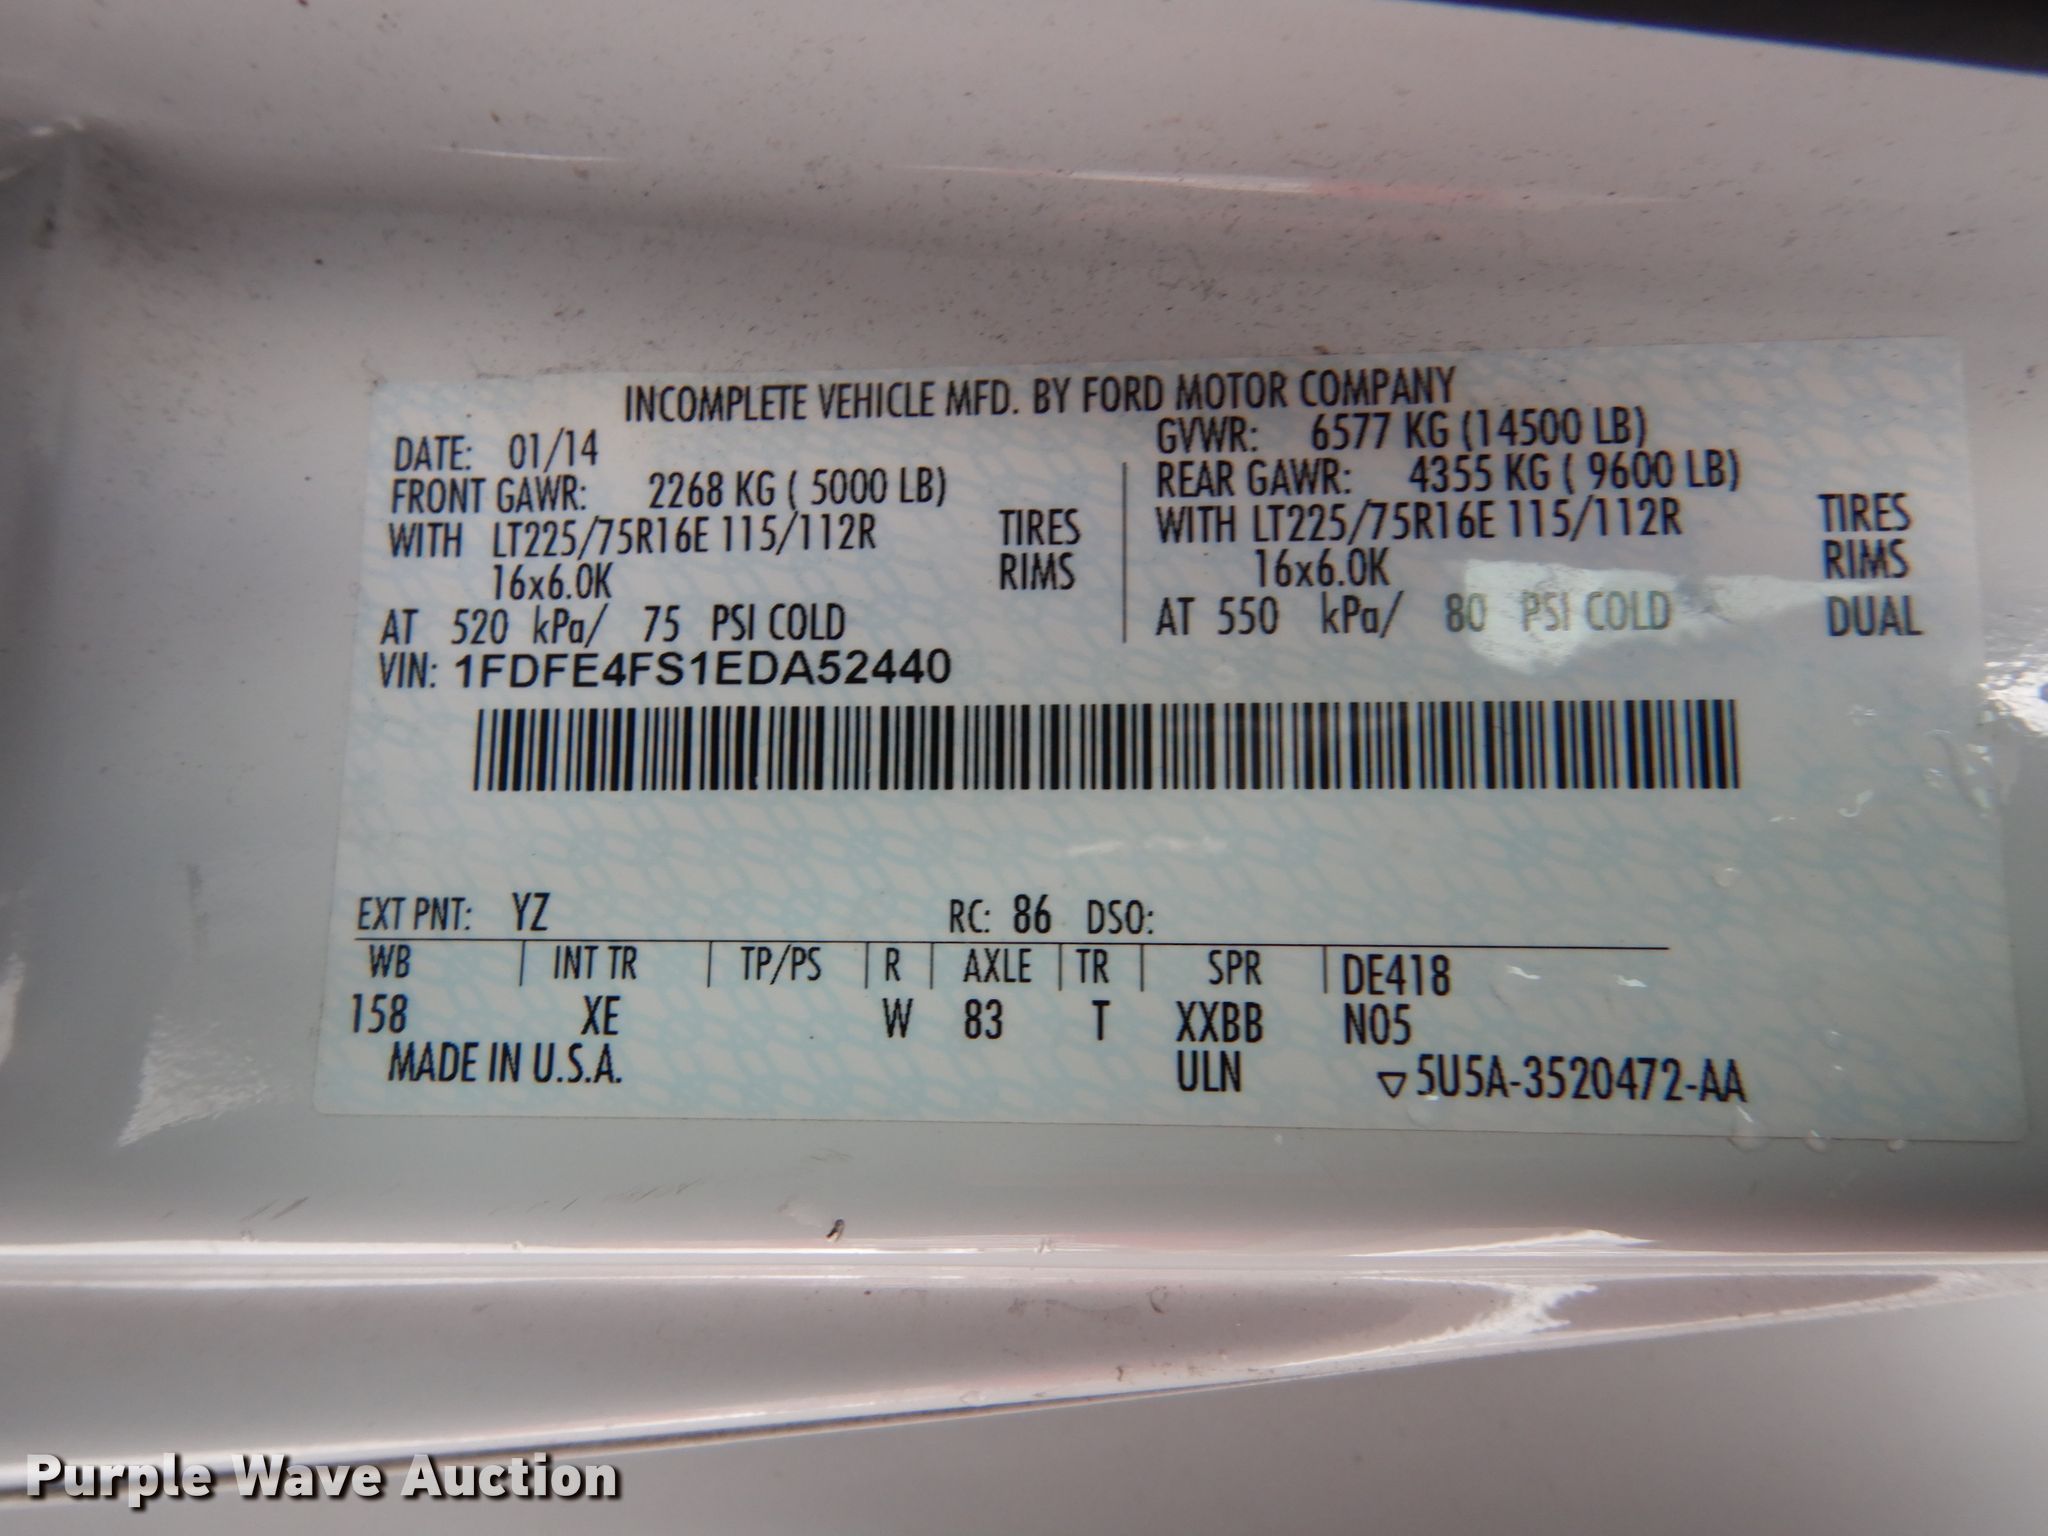 INCOMPLETE VEHICLE MFD. BY FORD MOTOR COMPANY
DATE: 01/14 GVWR: 6577 KG (14500 LB)
FRONT GAWR: 2268 KG ( 5000 LB) REAR GAWR: 4355 KG ( 9600 LB)
WITH LT225/75R16E 115/112R TIRES WITH LT225/75R16E 115/112R TIRES
16x6.0K RIMS 16x6.0K RIMS
AT 520 kPa/ 75 PSI COLD AT 550 kPa/ 80 PSI COLD DUAL
VIN: 1FDFE4FS1EDA52440
EXT PNT: YZ RC: 86 DSO:
WB INT TR TP/PS R AXLE TR SPR DE418
158 XE W 83 T XXBB N05
MADE IN U.S.A. ULN ▽5U5A-3520472-AA
Purple Wave Auction